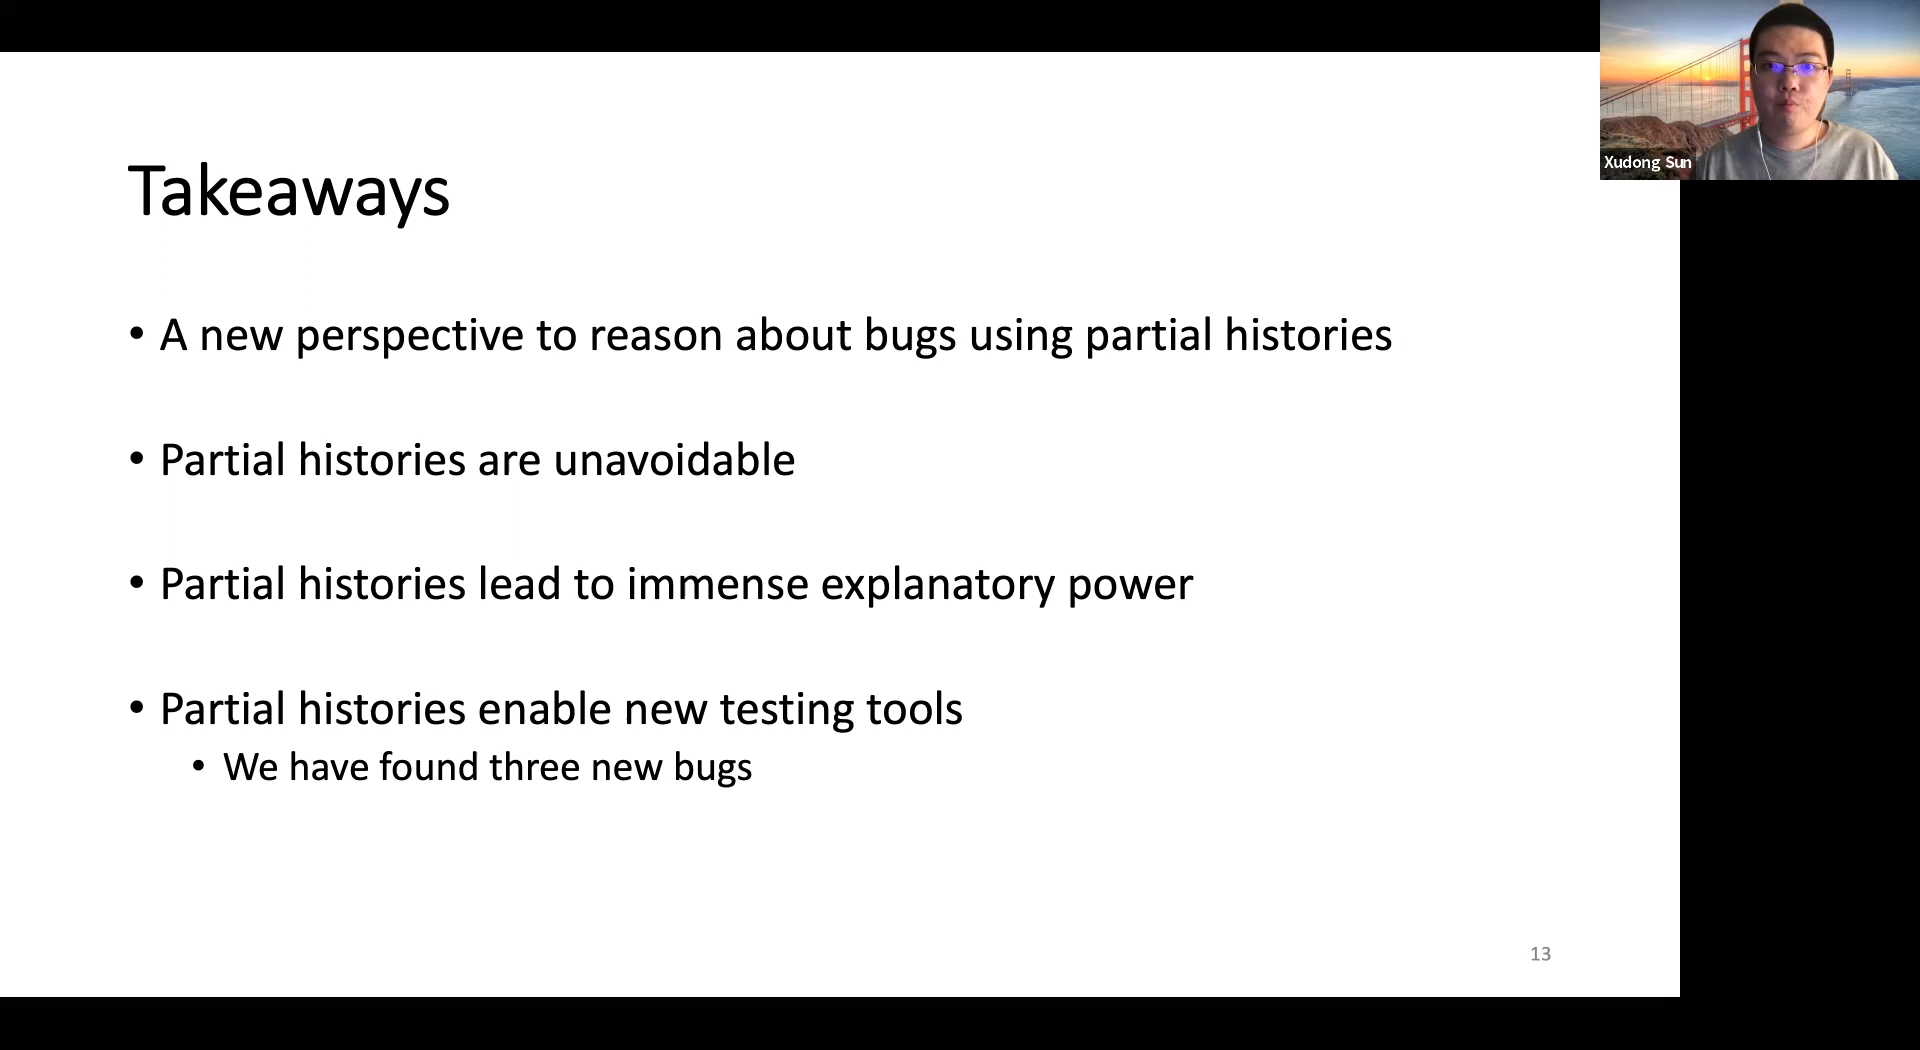 Xudong Sun
Takeaways
• A new perspective to reason about bugs using partial histories
• Partial histories are unavoidable
• Partial histories lead to immense explanatory power
• Partial histories enable new testing tools
• We have found three new bugs
13